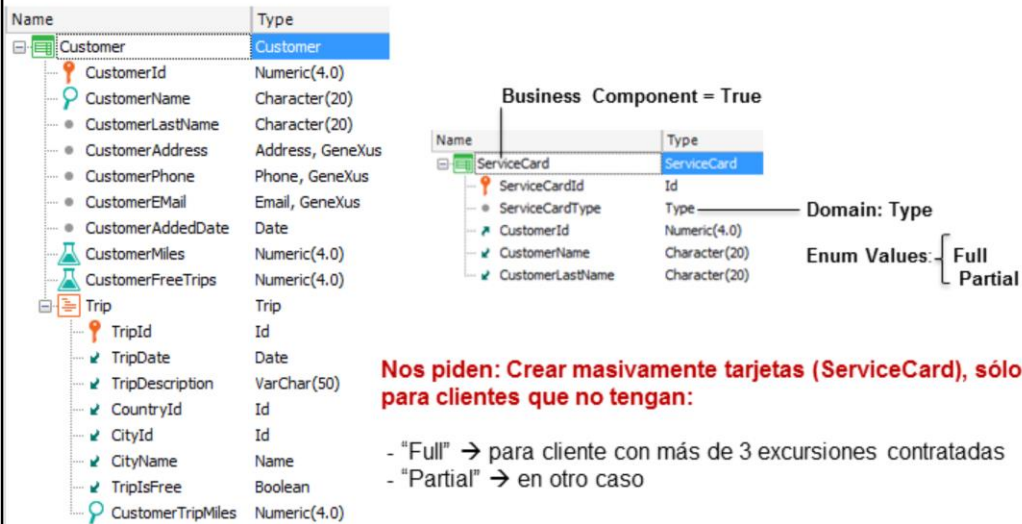 Name Type
Customer Customer
CustomerId Numeric(4.0)
CustomerName Character(20)
CustomerLastName Character(20)
CustomerAddress Address, GeneXus
CustomerPhone Phone, GeneXus
CustomerEMail Email, GeneXus
CustomerAddedDate Date
CustomerMiles Numeric(4.0)
CustomerFreeTrips Numeric(4.0)
Trip Trip
TripId Id
TripDate Date
TripDescription VarChar(50)
CountryId Id
CityId Id
CityName Name
TripIsFree Boolean
CustomerTripMiles Numeric(4.0)
Business Component = True
Name Type
ServiceCard ServiceCard
ServiceCardId Id
ServiceCardType Type
CustomerId Numeric(4.0)
CustomerName Character(20)
CustomerLastName Character(20)
Domain: Type
Enum Values: Full
Partial
Nos piden: Crear masivamente tarjetas (ServiceCard), sólo
para clientes que no tengan:
- “Full” → para cliente con más de 3 excursiones contratadas
- “Partial” → en otro caso